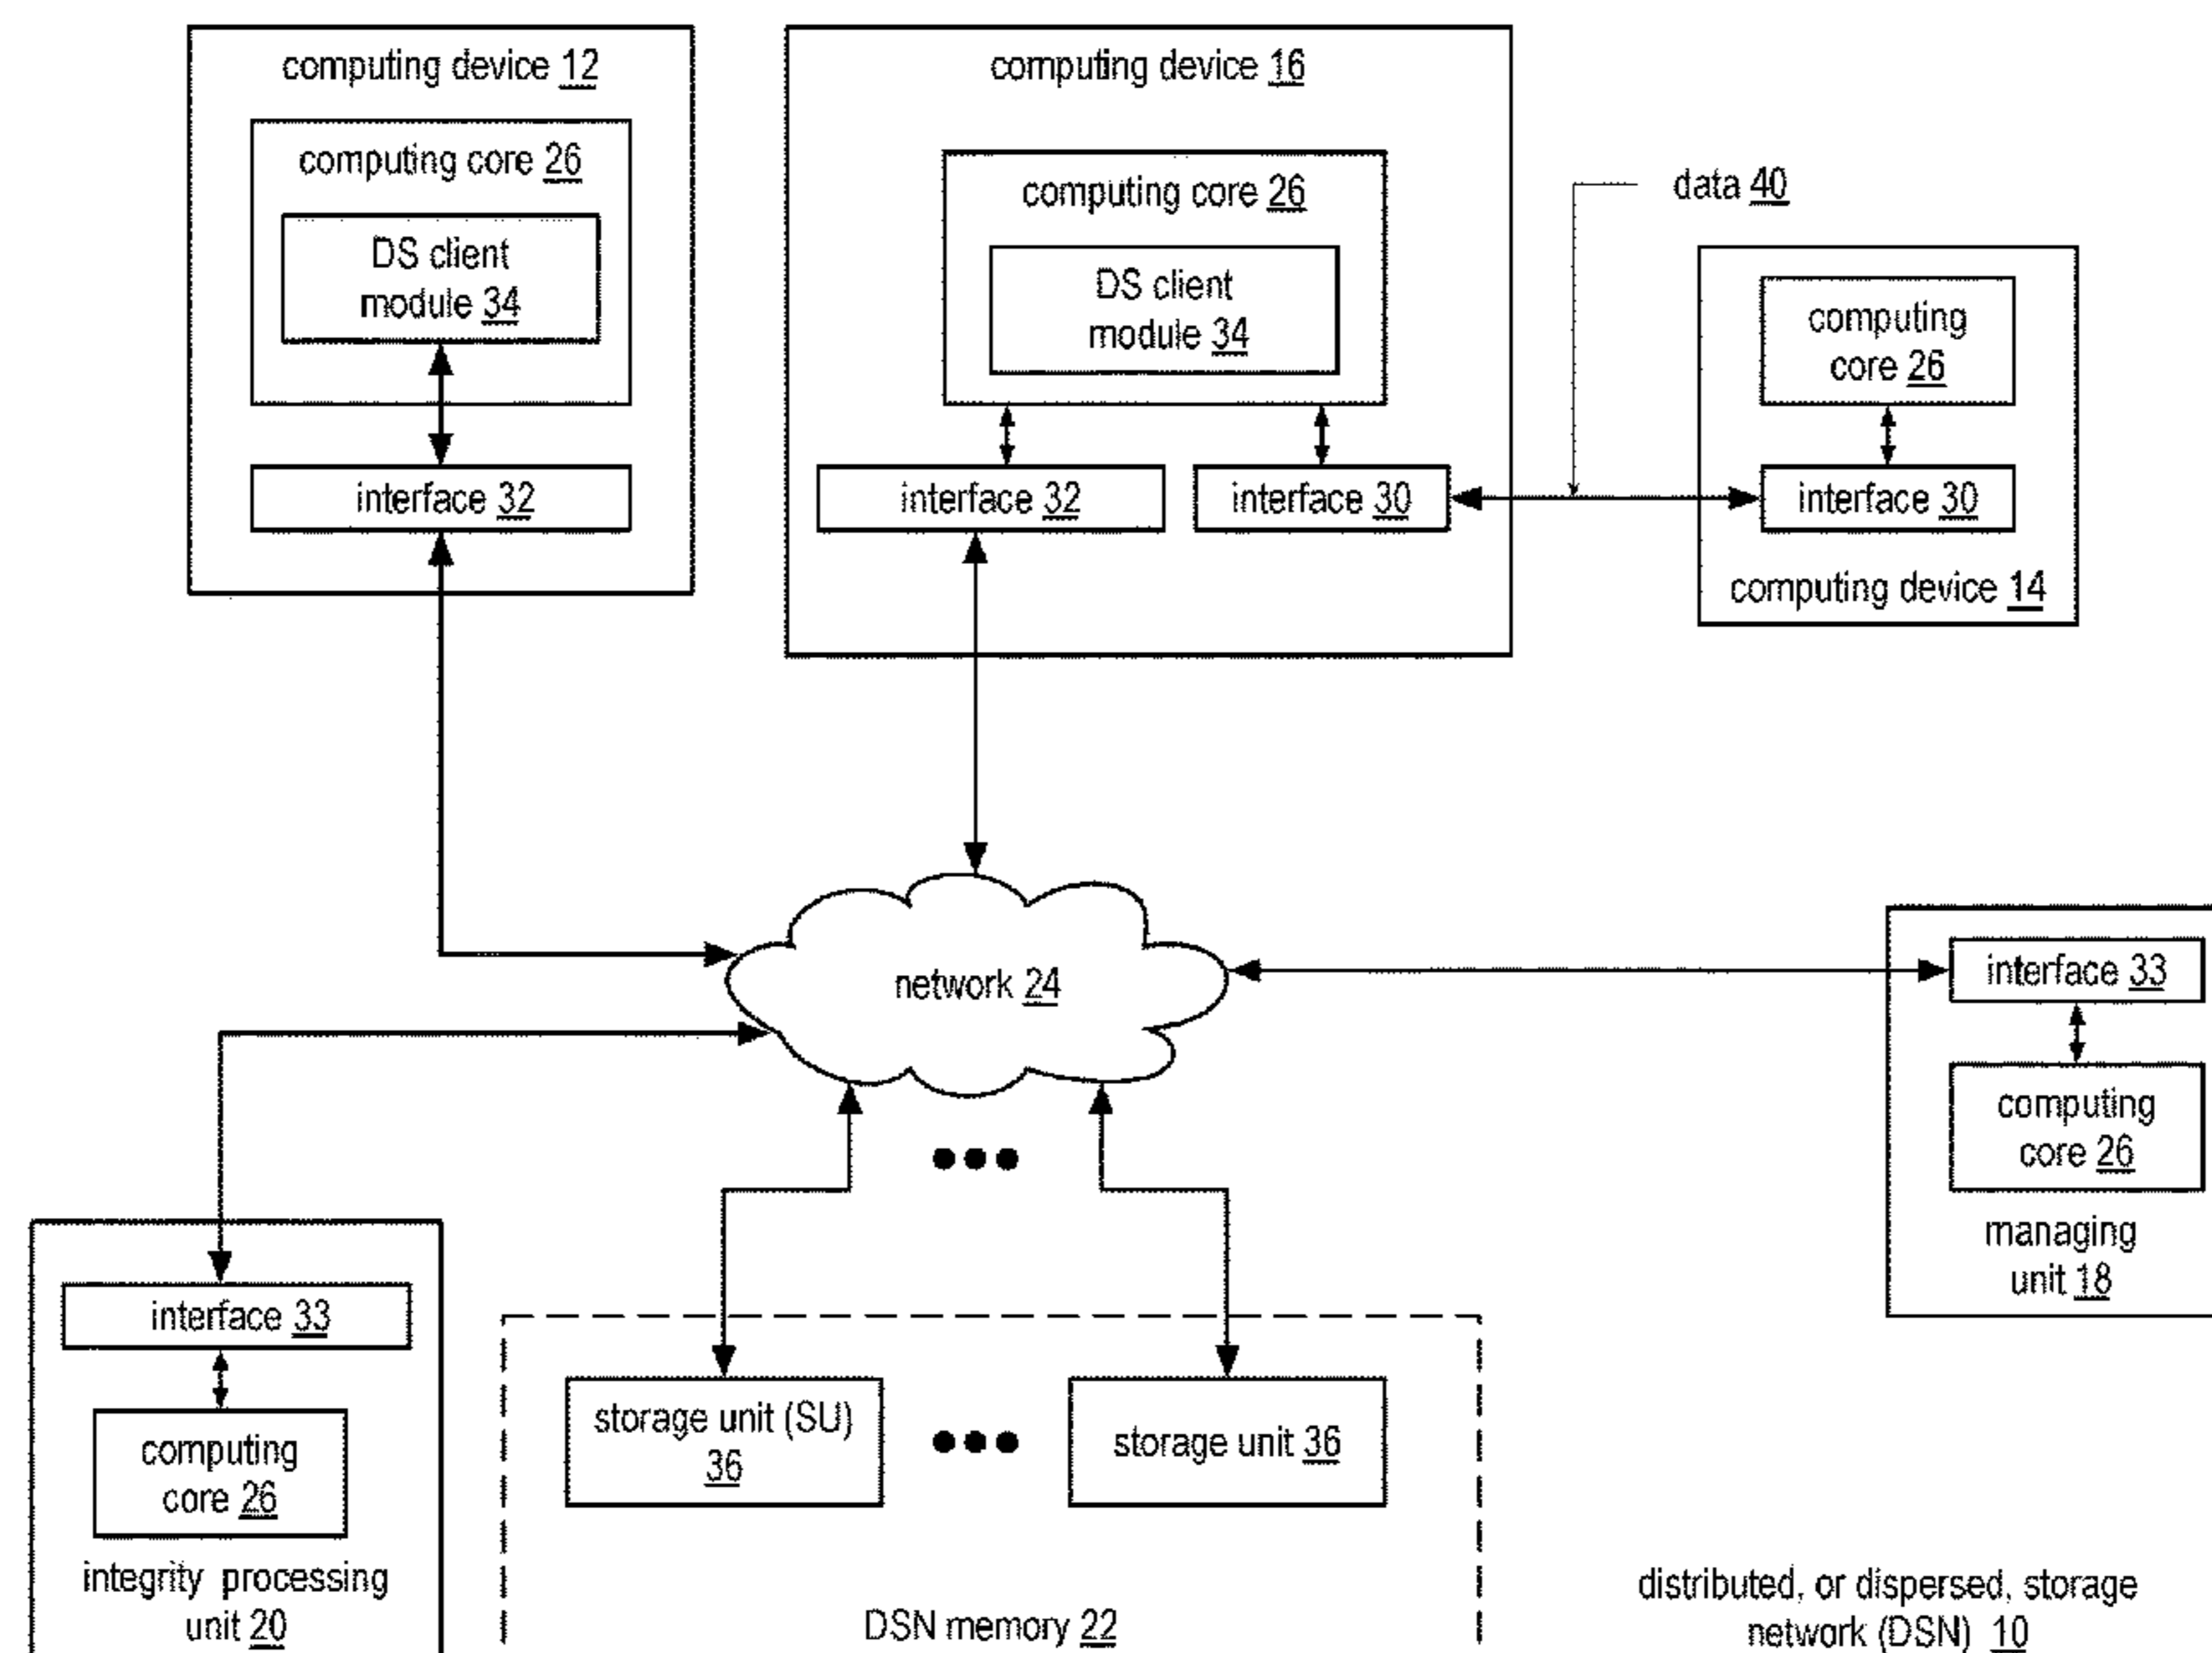 computing device 12
computing core 26
DS client
module 34
interface 32
computing device 16
computing core 26
DS client
module 34
interface 32
interface 30
data 40
computing
core 26
interface 30
computing device 14
network 24
interface 33
computing
core 26
managing
unit 18
interface 33
computing
core 26
integrity processing
unit 20
storage unit (SU)
36
storage unit 36
DSN memory 22
distributed, or dispersed, storage
network (DSN) 10